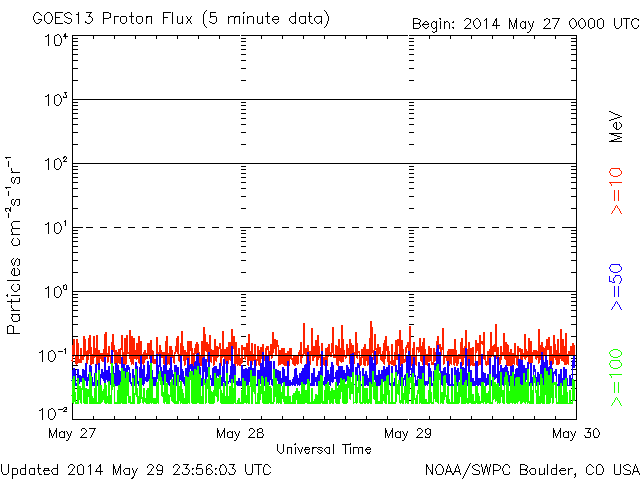 GOES13 Proton Flux (5 minute data)
Begin: 2014 May 27 0000 UTC
Particles cm⁻²s⁻¹sr⁻¹
10⁴
10³
10²
10¹
10⁰
10⁻¹
10⁻²
May 27
May 28
May 29
May 30
Universal Time
MeV
>=10
>=50
>=100
Updated 2014 May 29 23:56:03 UTC
NOAA/SWPC Boulder, CO USA